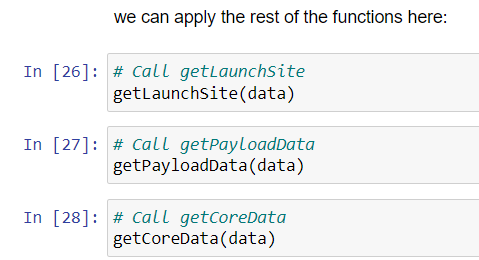 we can apply the rest of the functions here:
In [26]: # Call getLaunchSite
getLaunchSite(data)
In [27]: # Call getPayloadData
getPayloadData(data)
In [28]: # Call getCoreData
getCoreData(data)